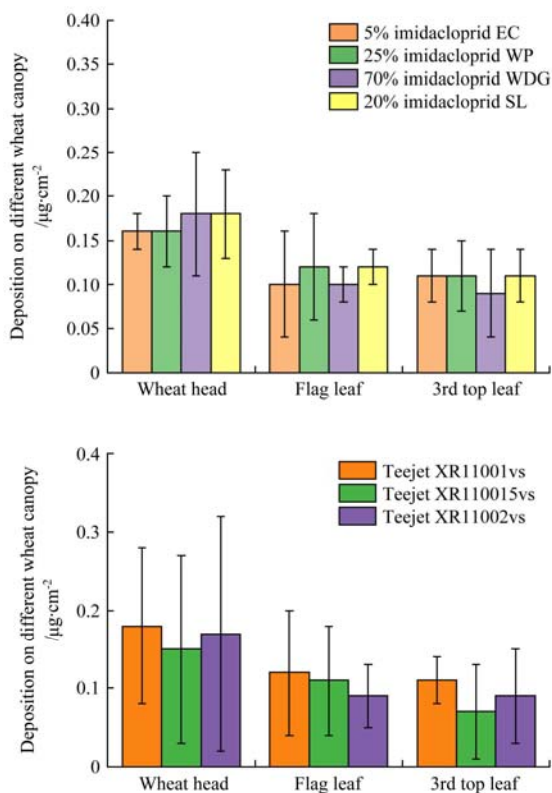 5% imidacloprid EC
25% imidacloprid WP
70% imidacloprid WDG
20% imidacloprid SL
Deposition on different wheat canopy
/μg·cm-2
0.40
0.35
0.30
0.25
0.20
0.15
0.10
0.05
0
Wheat head Flag leaf 3rd top leaf
Teejet XR11001vs
Teejet XR110015vs
Teejet XR11002vs
Deposition on different wheat canopy
/μg·cm-2
0.4
0.3
0.2
0.1
0
Wheat head Flag leaf 3rd top leaf